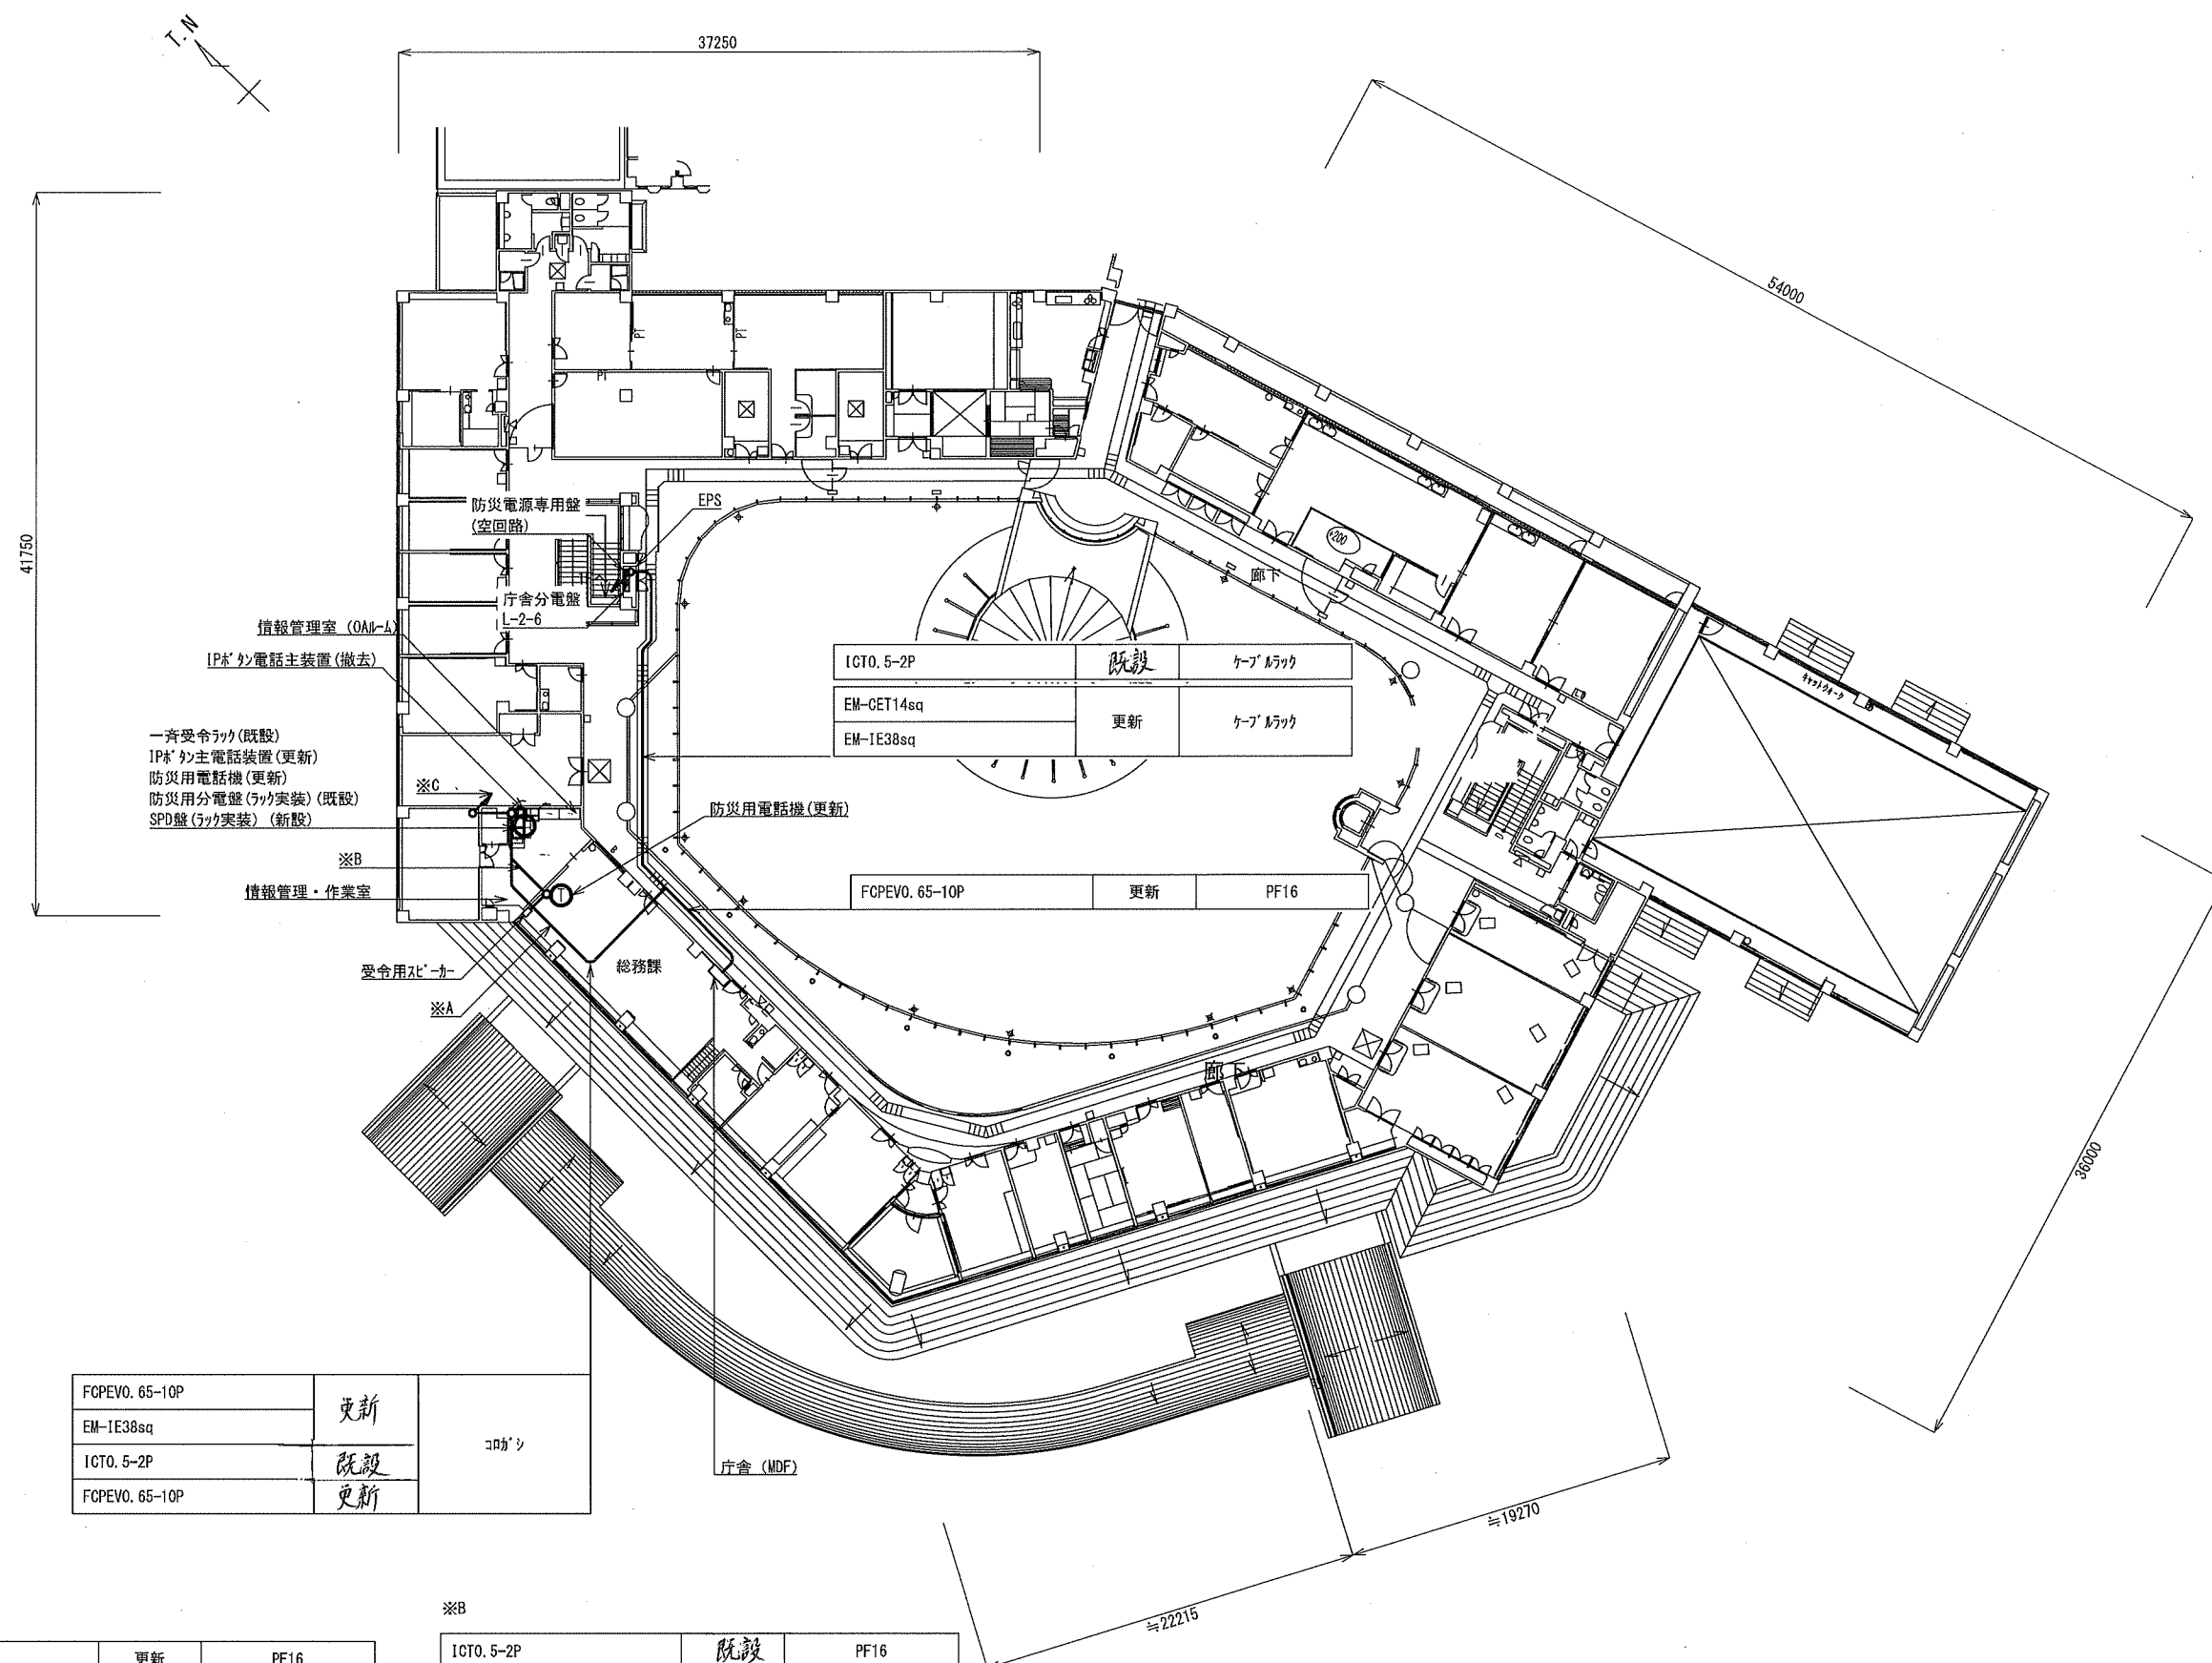 T.N
37250
54000
41750
PT
PT
PT
防災電源専用盤
(空回路)
EPS
+200
廊下
庁舎分電盤
L-2-6
情報管理室 (OAルーム)
IPボタン電話主装置(撤去)
ICT0.5-2P 既設 ケーブルラック
EM-CET14sq 更新 ケーブルラック
EM-IE38sq
キャットウォーク
一斉受令ラック(既設)
IPボタン主電話装置(更新)
防災用電話機(更新)
防災用分電盤(ラック実装)(既設)
SPD盤(ラック実装) (新設)
※C
防災用電話機(更新)
※B
T
情報管理・作業室
FCPEV0.65-10P 更新 PF16
受令用スピーカー
総務課
※A
廊下
36000
FCPEV0.65-10P 更新 コロガシ
EM-IE38sq
ICT0.5-2P 既設
FCPEV0.65-10P 更新
庁舎 (MDF)
≒19270
≒22215
※B
更新 PF16
ICT0.5-2P 既設 PF16